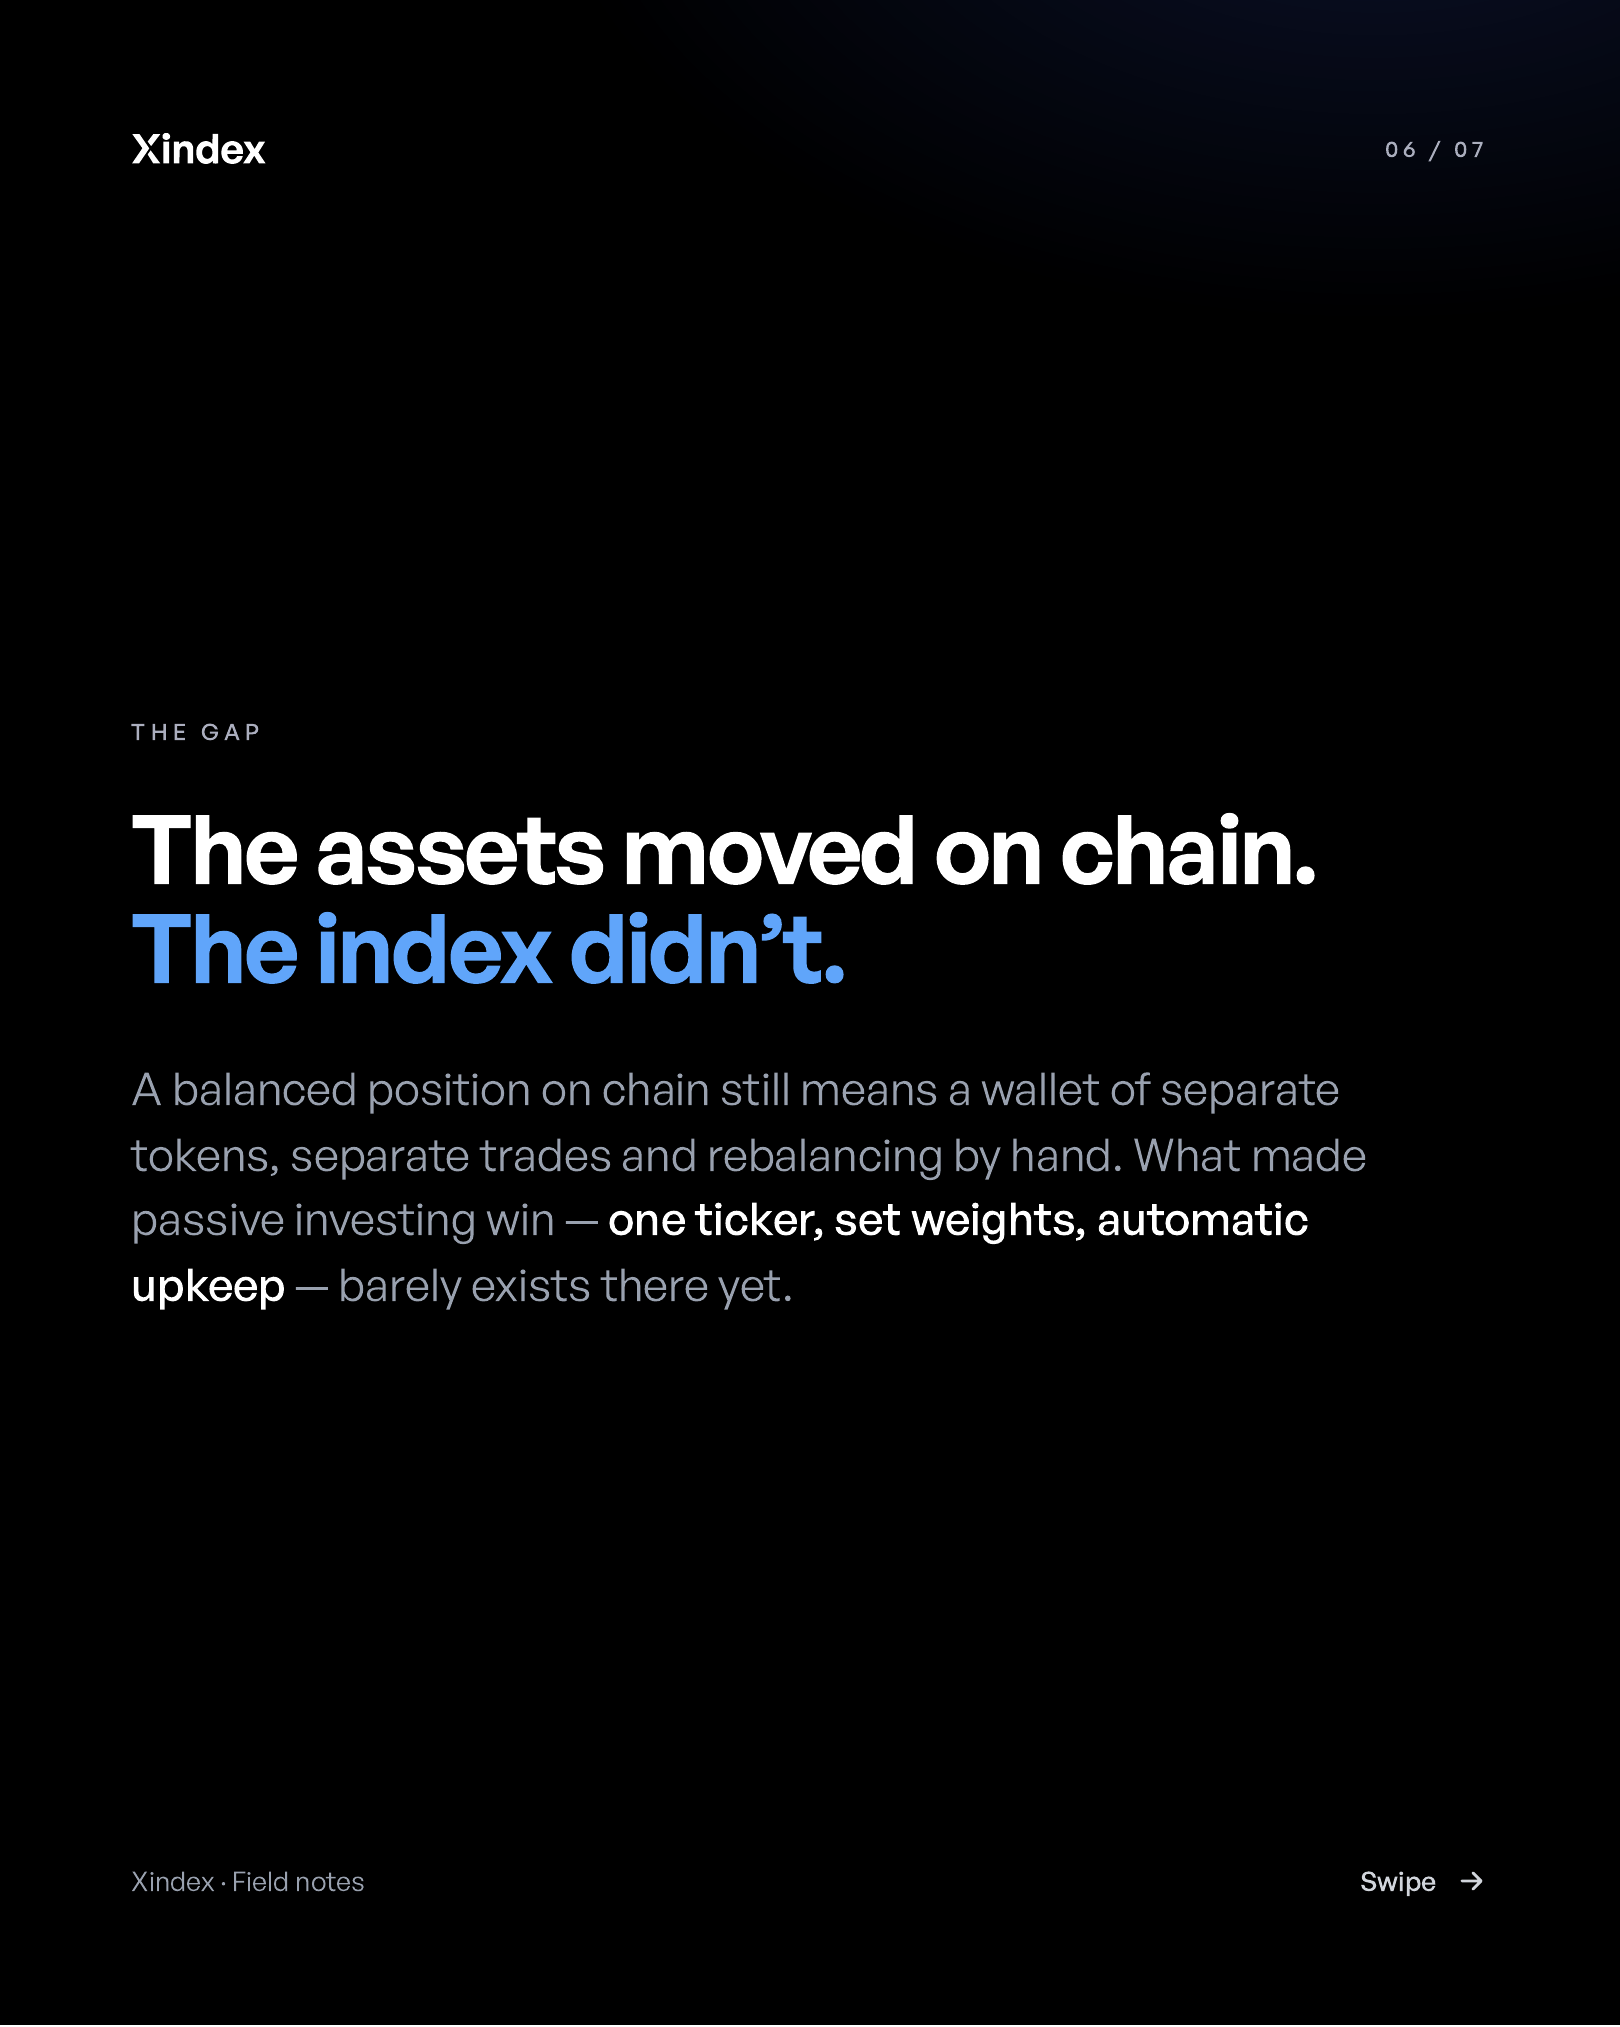 Xindex
06 / 07
THE GAP
The assets moved on chain.
The index didn’t.
A balanced position on chain still means a wallet of separate
tokens, separate trades and rebalancing by hand. What made
passive investing win — one ticker, set weights, automatic
upkeep — barely exists there yet.
Xindex · Field notes
Swipe →